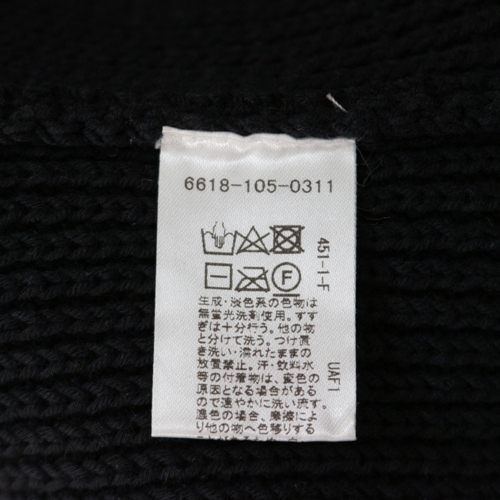 6618-105-0311
F
451-1-F
UAF1
生成・淡色系の色物は
無蛍光洗剤使用。すす
ぎは十分行う。他の物
と分けて洗う。つけ置
き洗い・濡れたままの
放置禁止。汗・飲料水
等の付着物は、変色の
原因となる場合がある
ので速やかに洗い流す。
濃色の場合、摩擦によ
り他の物へ色移りする